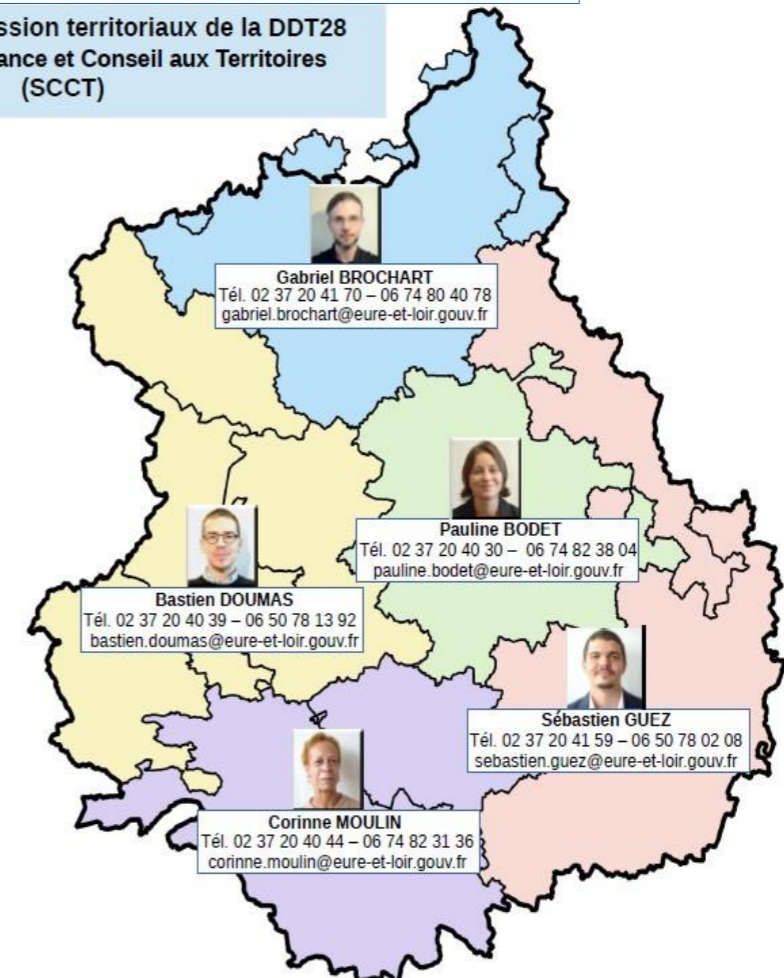 ssion territoriaux de la DDT28
ance et Conseil aux Territoires
(SCCT)
Gabriel BROCHART
Tél. 02 37 20 41 70 – 06 74 80 40 78
gabriel.brochart@eure-et-loir.gouv.fr
Pauline BODET
Tél. 02 37 20 40 30 – 06 74 82 38 04
pauline.bodet@eure-et-loir.gouv.fr
Bastien DOUMAS
Tél. 02 37 20 40 39 – 06 50 78 13 92
bastien.doumas@eure-et-loir.gouv.fr
Sébastien GUEZ
Tél. 02 37 20 41 59 – 06 50 78 02 08
sebastien.guez@eure-et-loir.gouv.fr
Corinne MOULIN
Tél. 02 37 20 40 44 – 06 74 82 31 36
corinne.moulin@eure-et-loir.gouv.fr